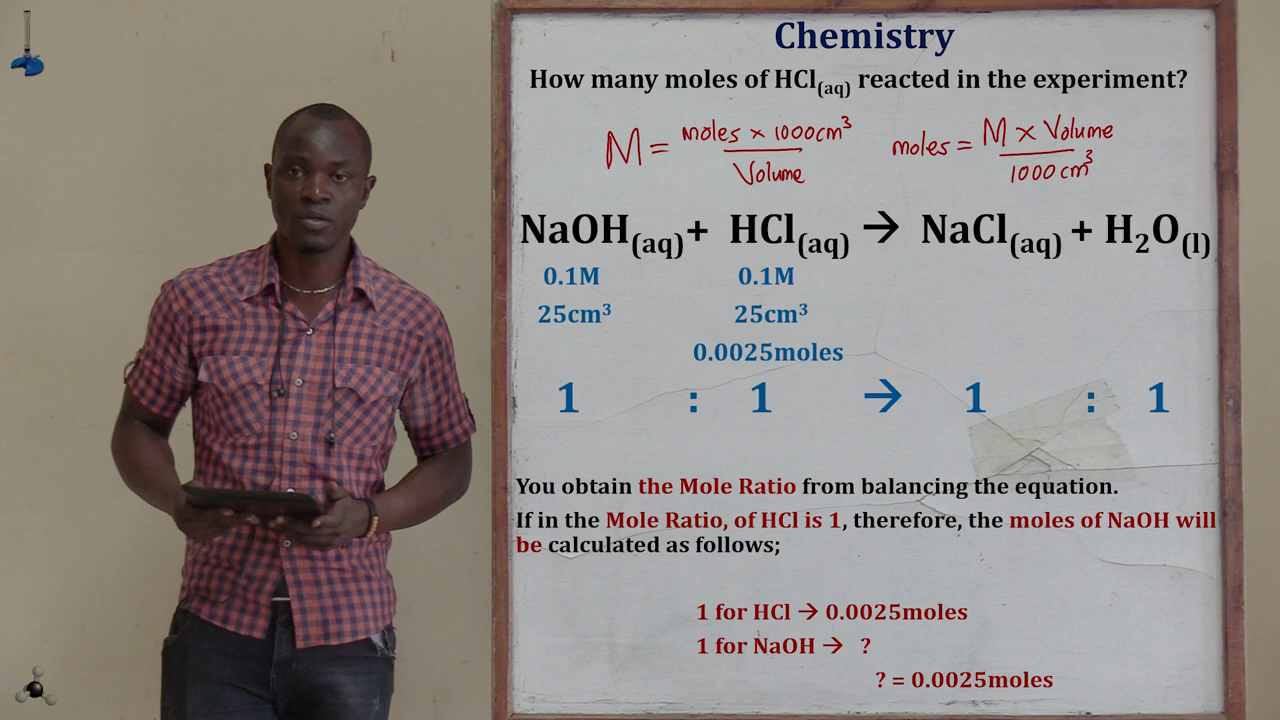 Chemistry
How many moles of HCl(aq) reacted in the experiment?
M = moles × 1000cm³ / Volume
moles = M × Volume / 1000 cm³
NaOH(aq) + HCl(aq) → NaCl(aq) + H₂O(l)
0.1M 0.1M
25cm³ 25cm³
0.0025moles
1 : 1 → 1 : 1
You obtain the Mole Ratio from balancing the equation.
If in the Mole Ratio, of HCl is 1, therefore, the moles of NaOH will
be calculated as follows;
1 for HCl → 0.0025moles
1 for NaOH → ?
? = 0.0025moles